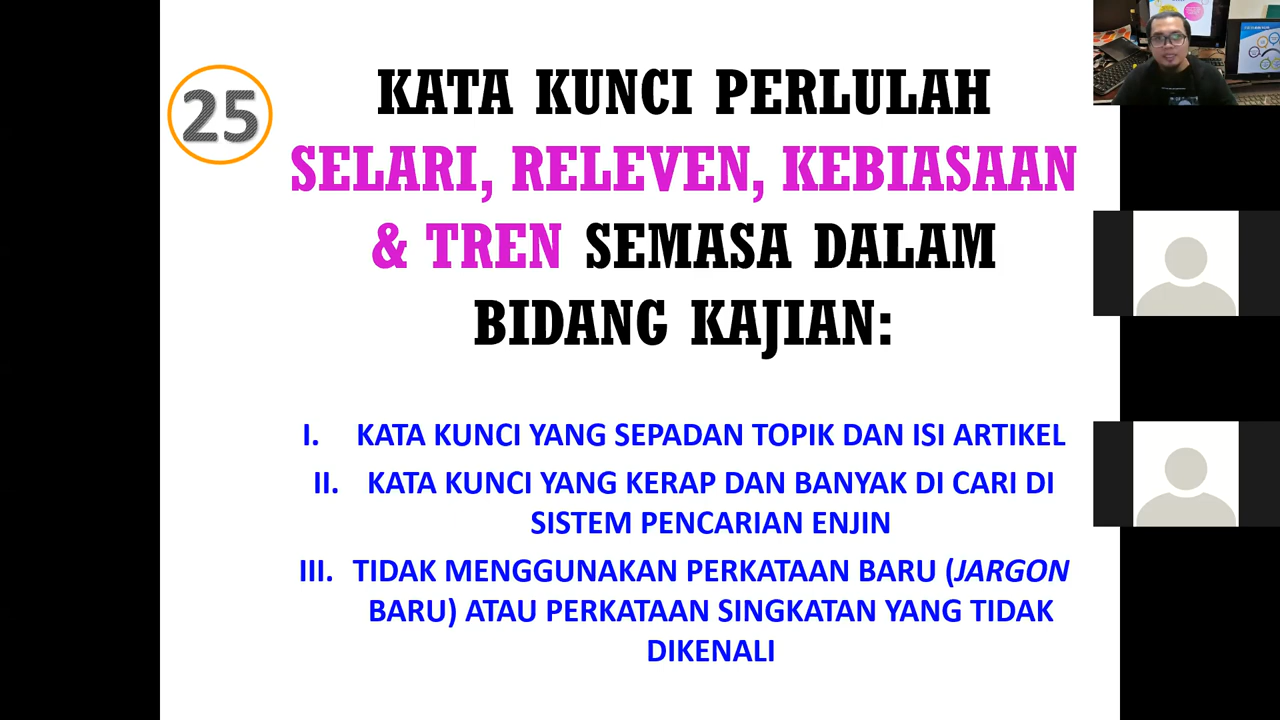 25
KATA KUNCI PERLULAH
SELARI, RELEVEN, KEBIASAAN
& TREN SEMASA DALAM
BIDANG KAJIAN:
I. KATA KUNCI YANG SEPADAN TOPIK DAN ISI ARTIKEL
II. KATA KUNCI YANG KERAP DAN BANYAK DI CARI DI
SISTEM PENCARIAN ENJIN
III. TIDAK MENGGUNAKAN PERKATAAN BARU (JARGON
BARU) ATAU PERKATAAN SINGKATAN YANG TIDAK
DIKENALI